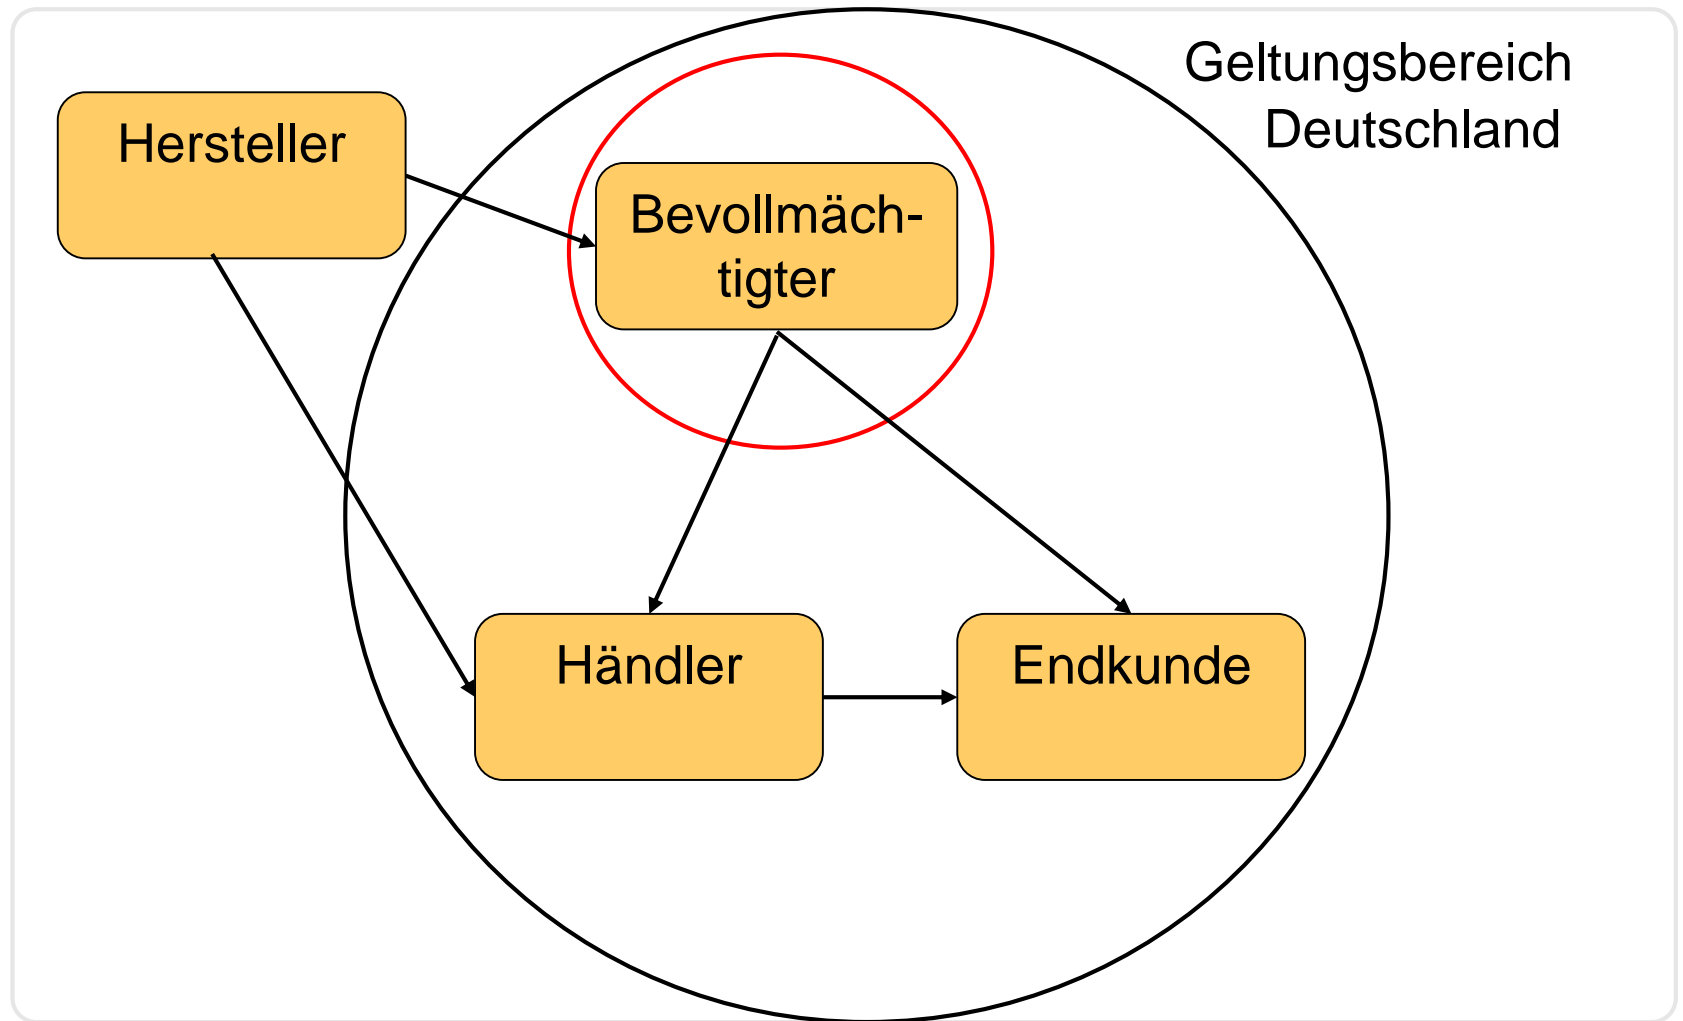 Geltungsbereich
Deutschland
Hersteller
Bevollmäch-
tigter
Händler
Endkunde